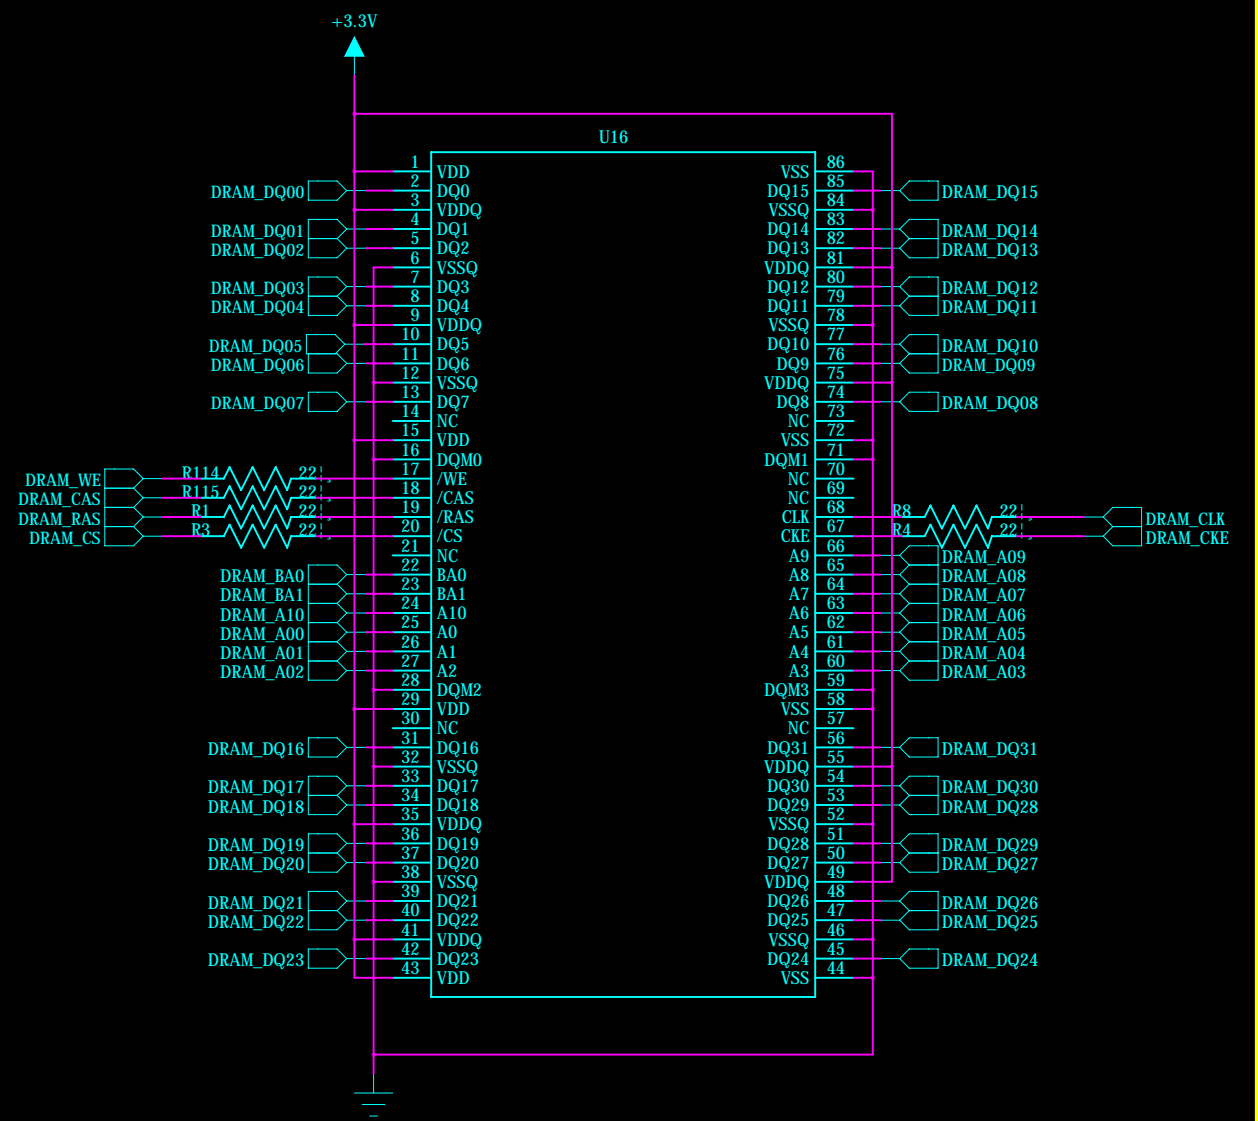 +3.3V
U16
1 VDD VSS 86
DRAM_DQ00 2 DQ0 DQ15 85 DRAM_DQ15
3 VDDQ VSSQ 84
DRAM_DQ01 4 DQ1 DQ14 83 DRAM_DQ14
DRAM_DQ02 5 DQ2 DQ13 82 DRAM_DQ13
6 VSSQ VDDQ 81
DRAM_DQ03 7 DQ3 DQ12 80 DRAM_DQ12
DRAM_DQ04 8 DQ4 DQ11 79 DRAM_DQ11
9 VDDQ VSSQ 78
DRAM_DQ05 10 DQ5 DQ10 77 DRAM_DQ10
DRAM_DQ06 11 DQ6 DQ9 76 DRAM_DQ09
12 VSSQ VDDQ 75
DRAM_DQ07 13 DQ7 DQ8 74 DRAM_DQ08
14 NC NC 73
15 VDD VSS 72
16 DQM0 DQM1 71
DRAM_WE R114 22 17 /WE NC 70
DRAM_CAS R115 22 18 /CAS NC 69
DRAM_RAS R1 22 19 /RAS CLK 68 R8 22 DRAM_CLK
DRAM_CS R3 22 20 /CS CKE 67 R4 22 DRAM_CKE
21 NC A9 66 DRAM_A09
DRAM_BA0 22 BA0 A8 65 DRAM_A08
DRAM_BA1 23 BA1 A7 64 DRAM_A07
DRAM_A10 24 A10 A6 63 DRAM_A06
DRAM_A00 25 A0 A5 62 DRAM_A05
DRAM_A01 26 A1 A4 61 DRAM_A04
DRAM_A02 27 A2 A3 60 DRAM_A03
28 DQM2 DQM3 59
29 VDD VSS 58
30 NC NC 57
DRAM_DQ16 31 DQ16 DQ31 56 DRAM_DQ31
32 VSSQ VDDQ 55
DRAM_DQ17 33 DQ17 DQ30 54 DRAM_DQ30
DRAM_DQ18 34 DQ18 DQ29 53 DRAM_DQ28
35 VDDQ VSSQ 52
DRAM_DQ19 36 DQ19 DQ28 51 DRAM_DQ29
DRAM_DQ20 37 DQ20 DQ27 50 DRAM_DQ27
38 VSSQ VDDQ 49
DRAM_DQ21 39 DQ21 DQ26 48 DRAM_DQ26
DRAM_DQ22 40 DQ22 DQ25 47 DRAM_DQ25
41 VDDQ VSSQ 46
DRAM_DQ23 42 DQ23 DQ24 45 DRAM_DQ24
43 VDD VSS 44